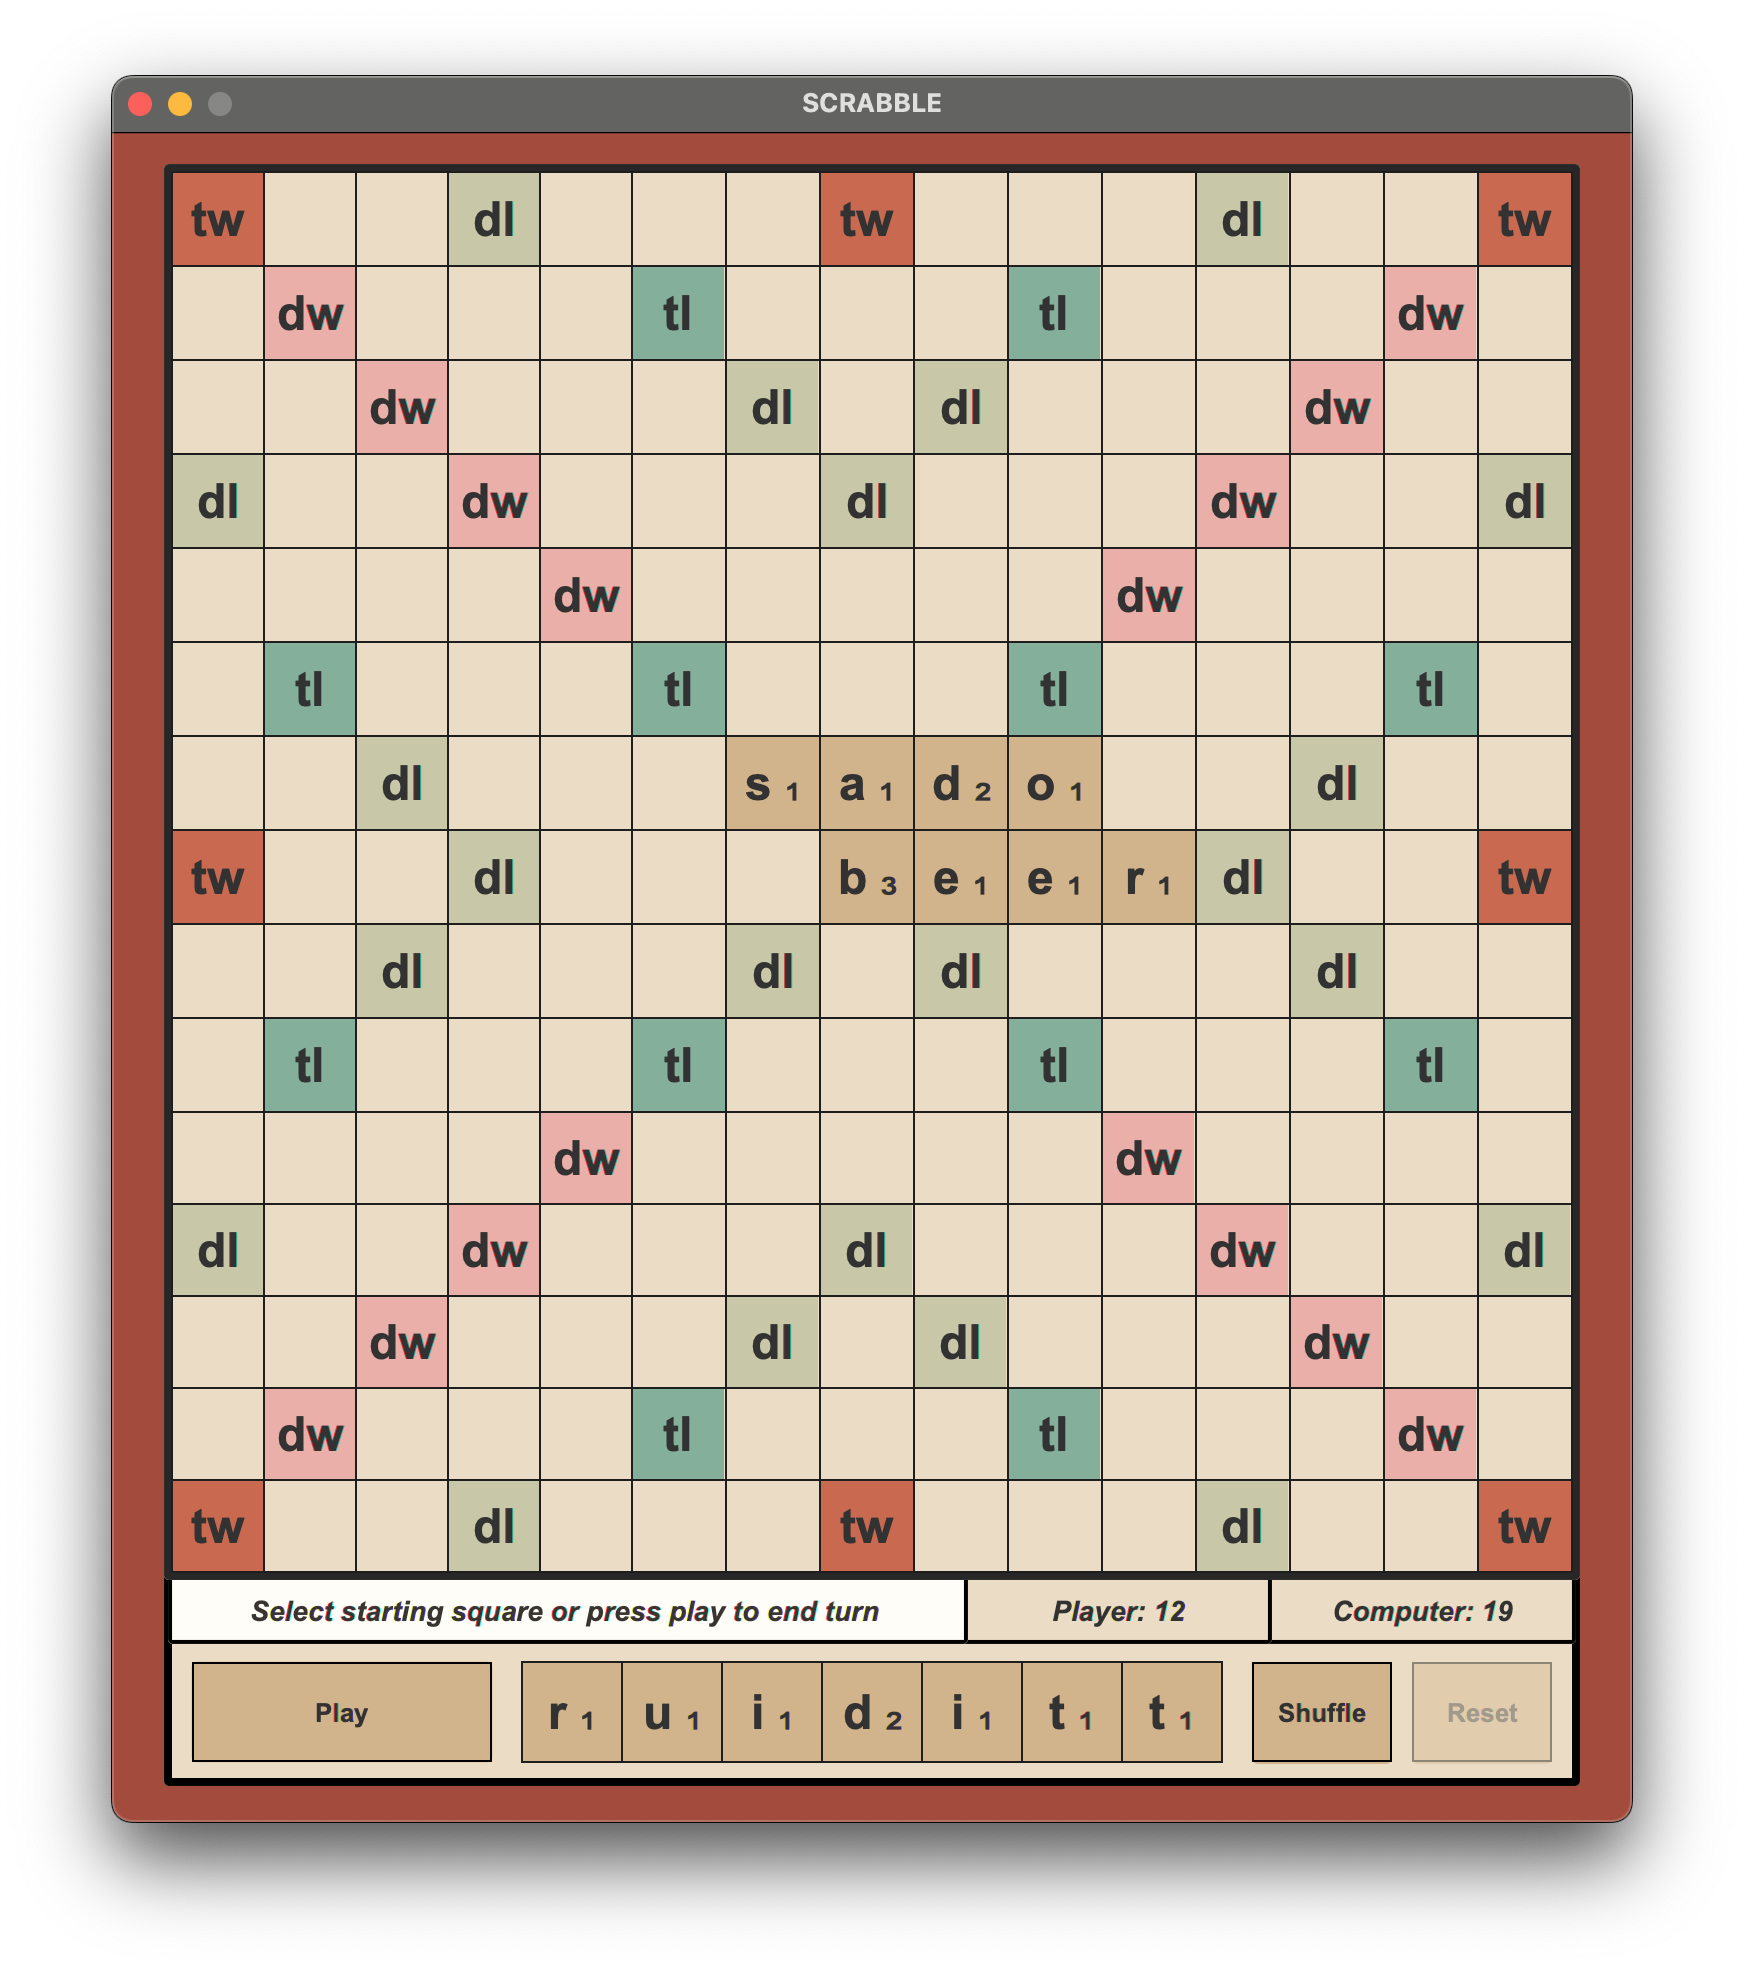 SCRABBLE
tw dl tw dl tw
dw tl tl dw
dw dl dl dw
dl dw dl dw dl
dw dw
tl tl tl tl
dl s 1 a 1 d 2 o 1 dl
tw dl b 3 e 1 e 1 r 1 dl tw
dl dl dl dl
tl tl tl tl
dw dw
dl dw dl dw dl
dw dl dl dw
dw tl tl dw
tw dl tw dl tw
Select starting square or press play to end turn Player: 12 Computer: 19
Play r 1 u 1 i 1 d 2 i 1 t 1 t 1 Shuffle Reset